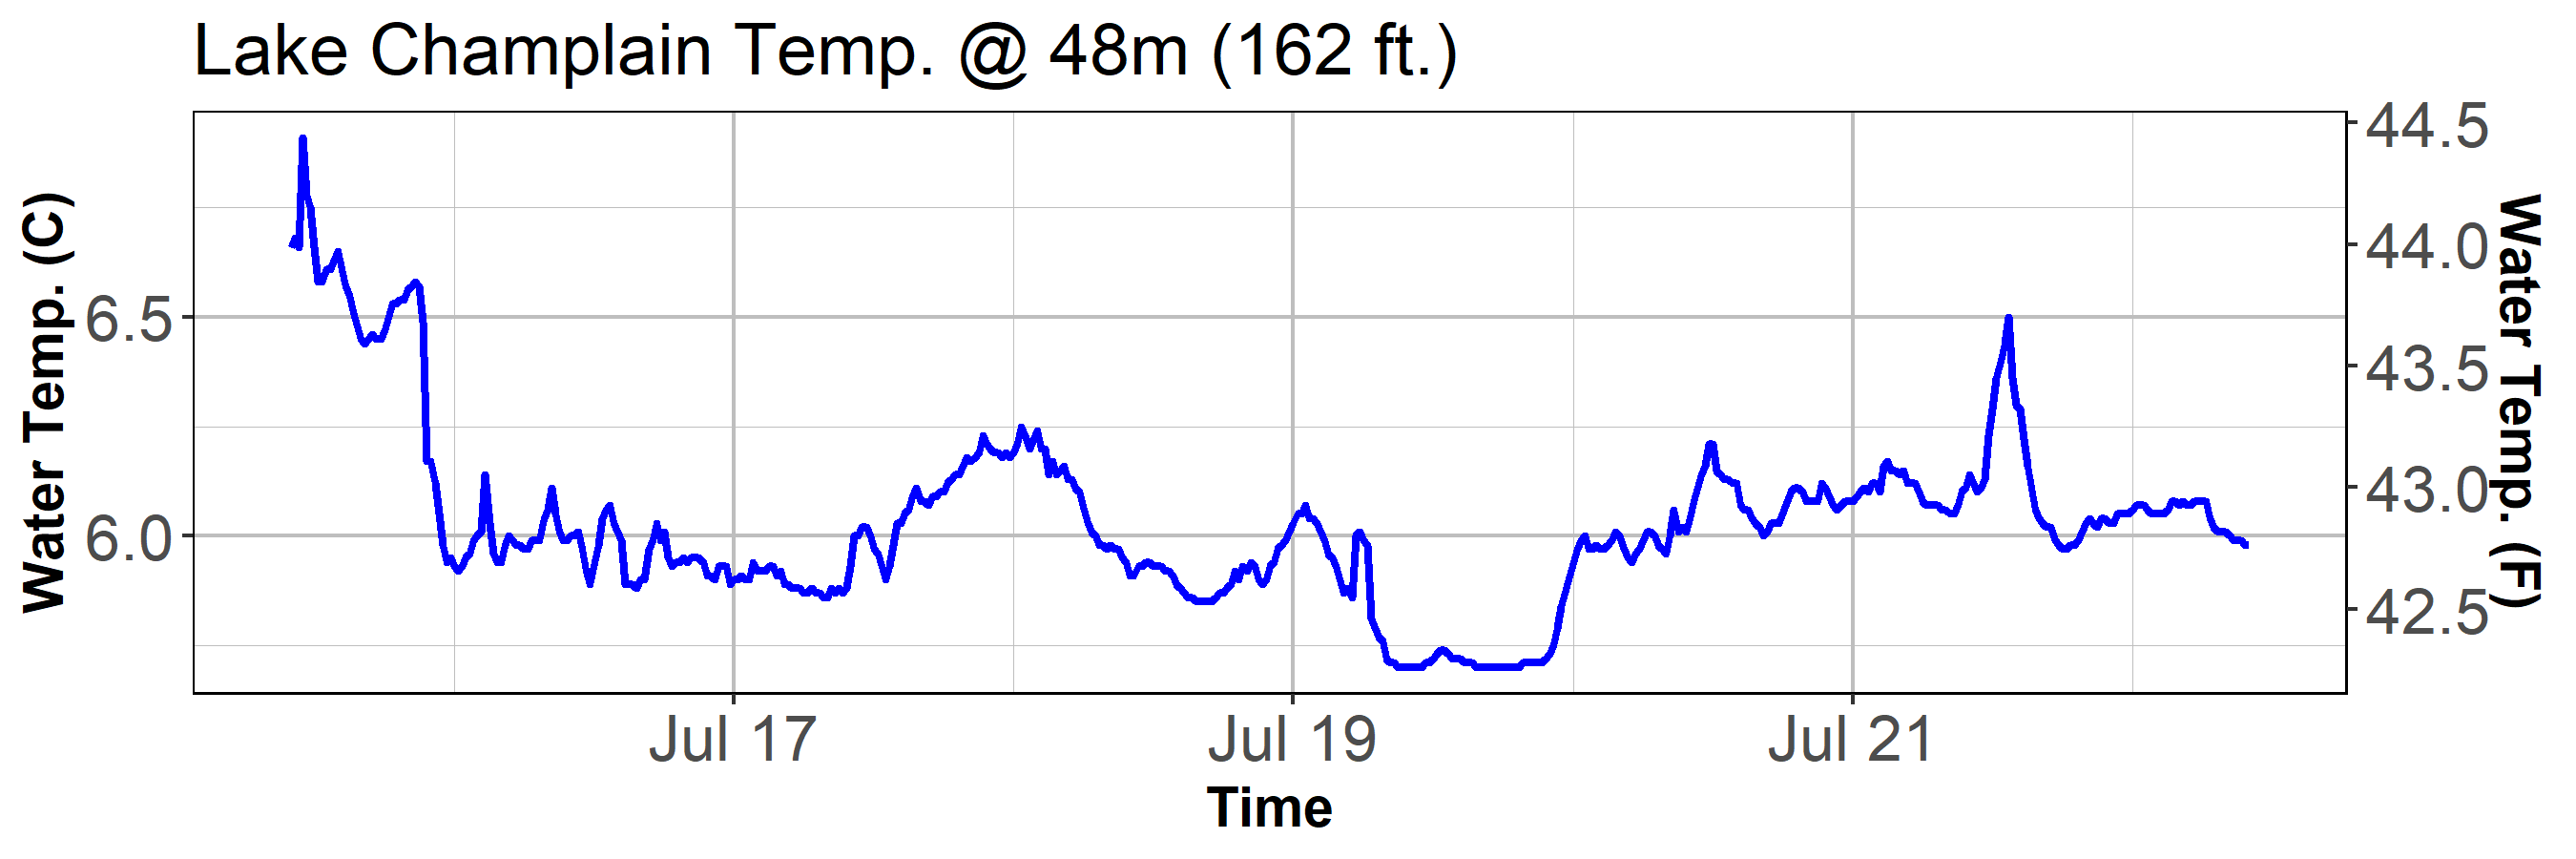 Lake Champlain Temp. @ 48m (162 ft.)
Water Temp. (C)
6.5
6.0
44.5
44.0
43.5
43.0
42.5
Water Temp. (F)
Jul 17 Jul 19 Jul 21
Time